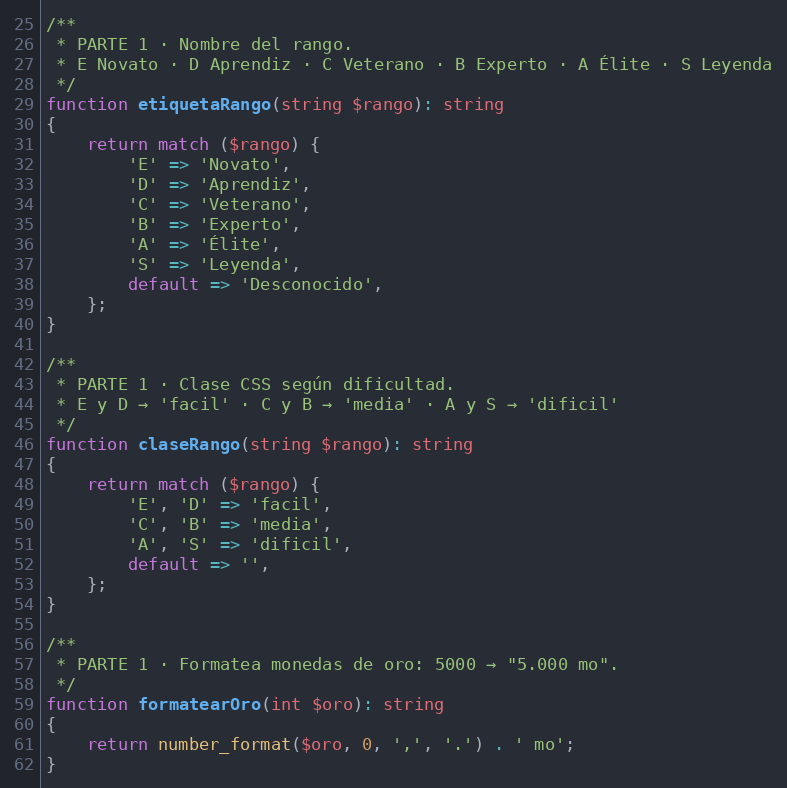 25 /**
26  * PARTE 1 · Nombre del rango.
27  * E Novato · D Aprendiz · C Veterano · B Experto · A Élite · S Leyenda
28  */
29 function etiquetaRango(string $rango): string
30 {
31     return match ($rango) {
32         'E' => 'Novato',
33         'D' => 'Aprendiz',
34         'C' => 'Veterano',
35         'B' => 'Experto',
36         'A' => 'Élite',
37         'S' => 'Leyenda',
38         default => 'Desconocido',
39     };
40 }
41
42 /**
43  * PARTE 1 · Clase CSS según dificultad.
44  * E y D → 'facil' · C y B → 'media' · A y S → 'dificil'
45  */
46 function claseRango(string $rango): string
47 {
48     return match ($rango) {
49         'E', 'D' => 'facil',
50         'C', 'B' => 'media',
51         'A', 'S' => 'dificil',
52         default => '',
53     };
54 }
55
56 /**
57  * PARTE 1 · Formatea monedas de oro: 5000 → "5.000 mo".
58  */
59 function formatearOro(int $oro): string
60 {
61     return number_format($oro, 0, ',', '.') . ' mo';
62 }